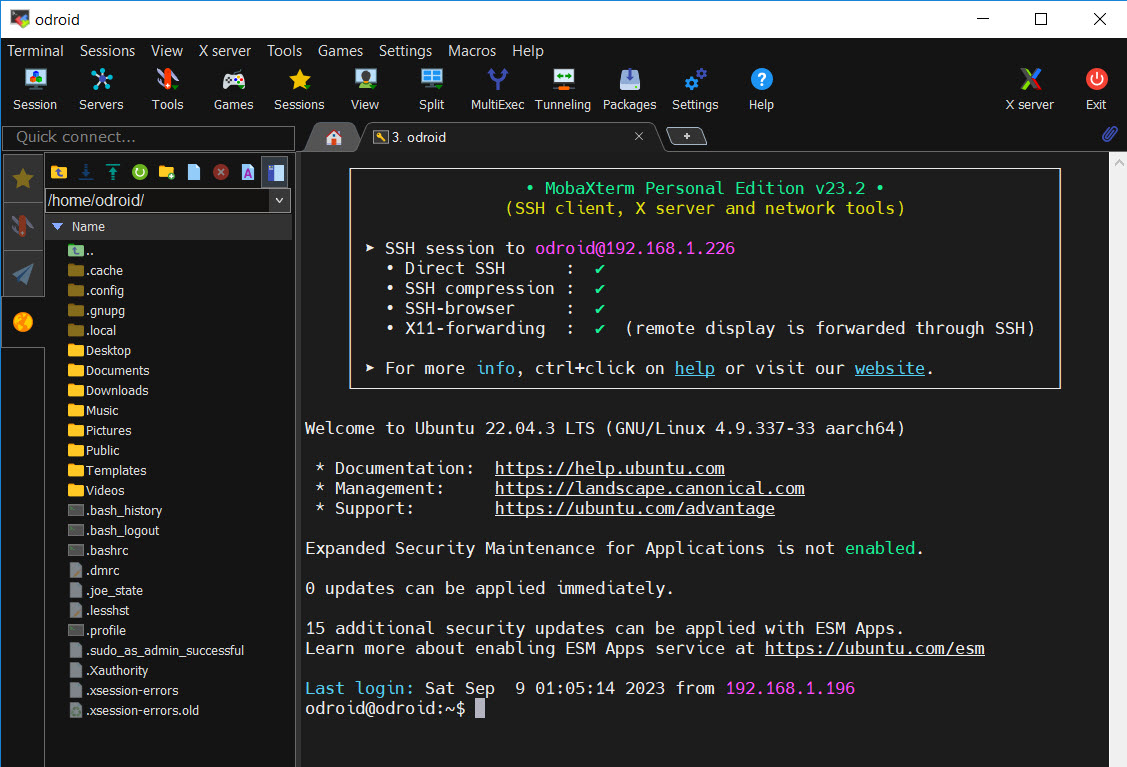 odroid
Terminal Sessions View X server Tools Games Settings Macros Help
Session Servers Tools Games Sessions View Split MultiExec Tunneling Packages Settings Help X server Exit
Quick connect...
3. odroid
/home/odroid/
Name
..
.cache
.config
.gnupg
.local
Desktop
Documents
Downloads
Music
Pictures
Public
Templates
Videos
.bash_history
.bash_logout
.bashrc
.dmrc
.joe_state
.lesshst
.profile
.sudo_as_admin_successful
.Xauthority
.xsession-errors
.xsession-errors.old
• MobaXterm Personal Edition v23.2 •
(SSH client, X server and network tools)
➤ SSH session to odroid@192.168.1.226
• Direct SSH : ✔
• SSH compression : ✔
• SSH-browser : ✔
• X11-forwarding : ✔ (remote display is forwarded through SSH)
➤ For more info, ctrl+click on help or visit our website.
Welcome to Ubuntu 22.04.3 LTS (GNU/Linux 4.9.337-33 aarch64)
* Documentation: https://help.ubuntu.com
* Management: https://landscape.canonical.com
* Support: https://ubuntu.com/advantage
Expanded Security Maintenance for Applications is not enabled.
0 updates can be applied immediately.
15 additional security updates can be applied with ESM Apps.
Learn more about enabling ESM Apps service at https://ubuntu.com/esm
Last login: Sat Sep  9 01:05:14 2023 from 192.168.1.196
odroid@odroid:~$